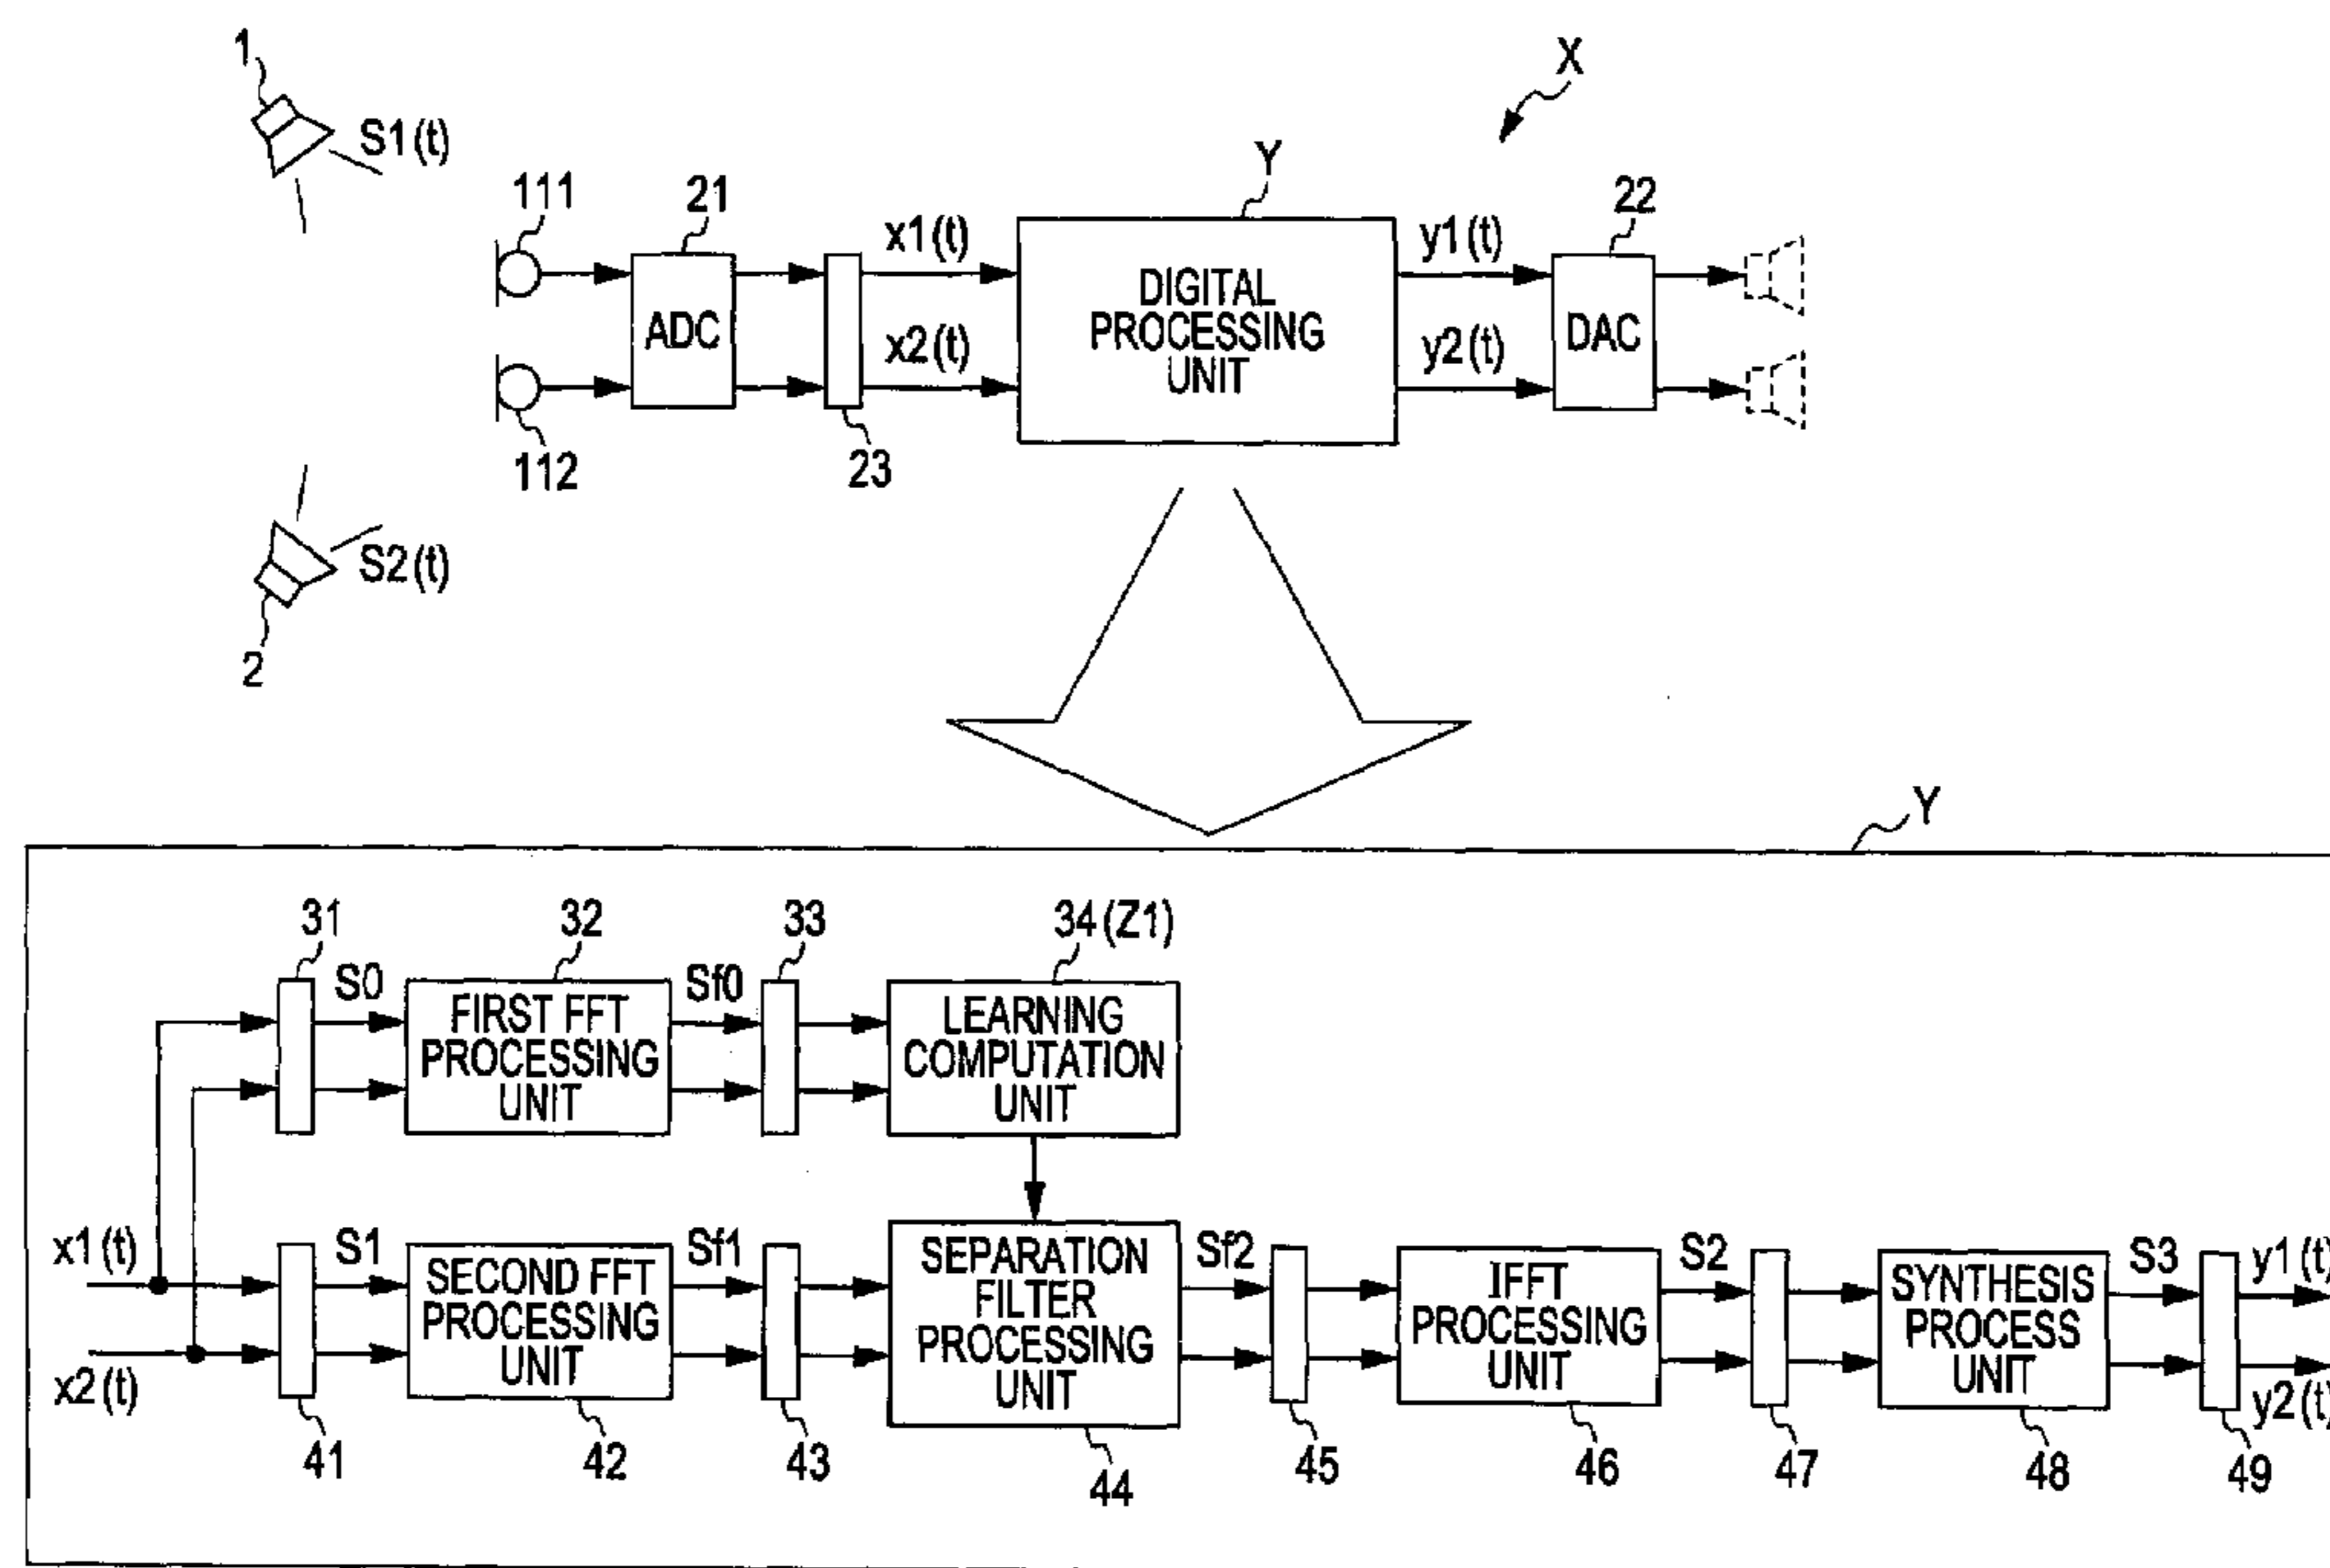 1
S1(t)
X
111
21
x1(t)
Y
y1(t)
22
ADC
DIGITAL
PROCESSING
UNIT
DAC
x2(t)
y2(t)
112
23
S2(t)
2
Y
31
32
33
34(Z1)
S0
FIRST FFT
PROCESSING
UNIT
Sf0
LEARNING
COMPUTATION
UNIT
x1(t)
S1
SECOND FFT
PROCESSING
UNIT
Sf1
SEPARATION
FILTER
PROCESSING
UNIT
Sf2
IFFT
PROCESSING
UNIT
S2
SYNTHESIS
PROCESS
UNIT
S3
y1(t)
x2(t)
y2(t)
41
42
43
44
45
46
47
48
49